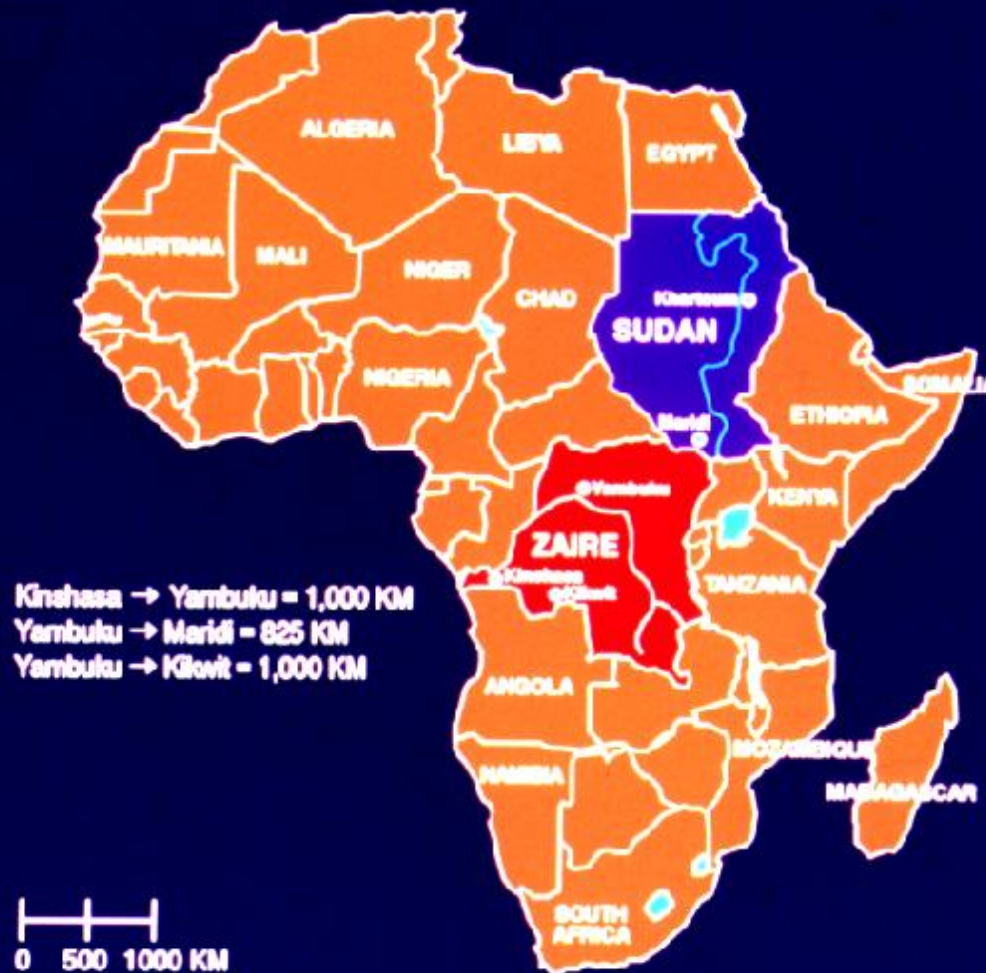 ALGERIA
LIBYA
EGYPT
MAURITANIA
MALI
NIGER
CHAD
Khartoum
SUDAN
NIGERIA
SOMALIA
ETHIOPIA
Maridi
Yambuku
KENYA
ZAIRE
Kinshasa
Kikwit
TANZANIA
Kinshasa → Yambuku = 1,000 KM
Yambuku → Maridi = 825 KM
Yambuku → Kikwit = 1,000 KM
ANGOLA
MOZAMBIQUE
NAMIBIA
MADAGASCAR
SOUTH
AFRICA
0 500 1000 KM